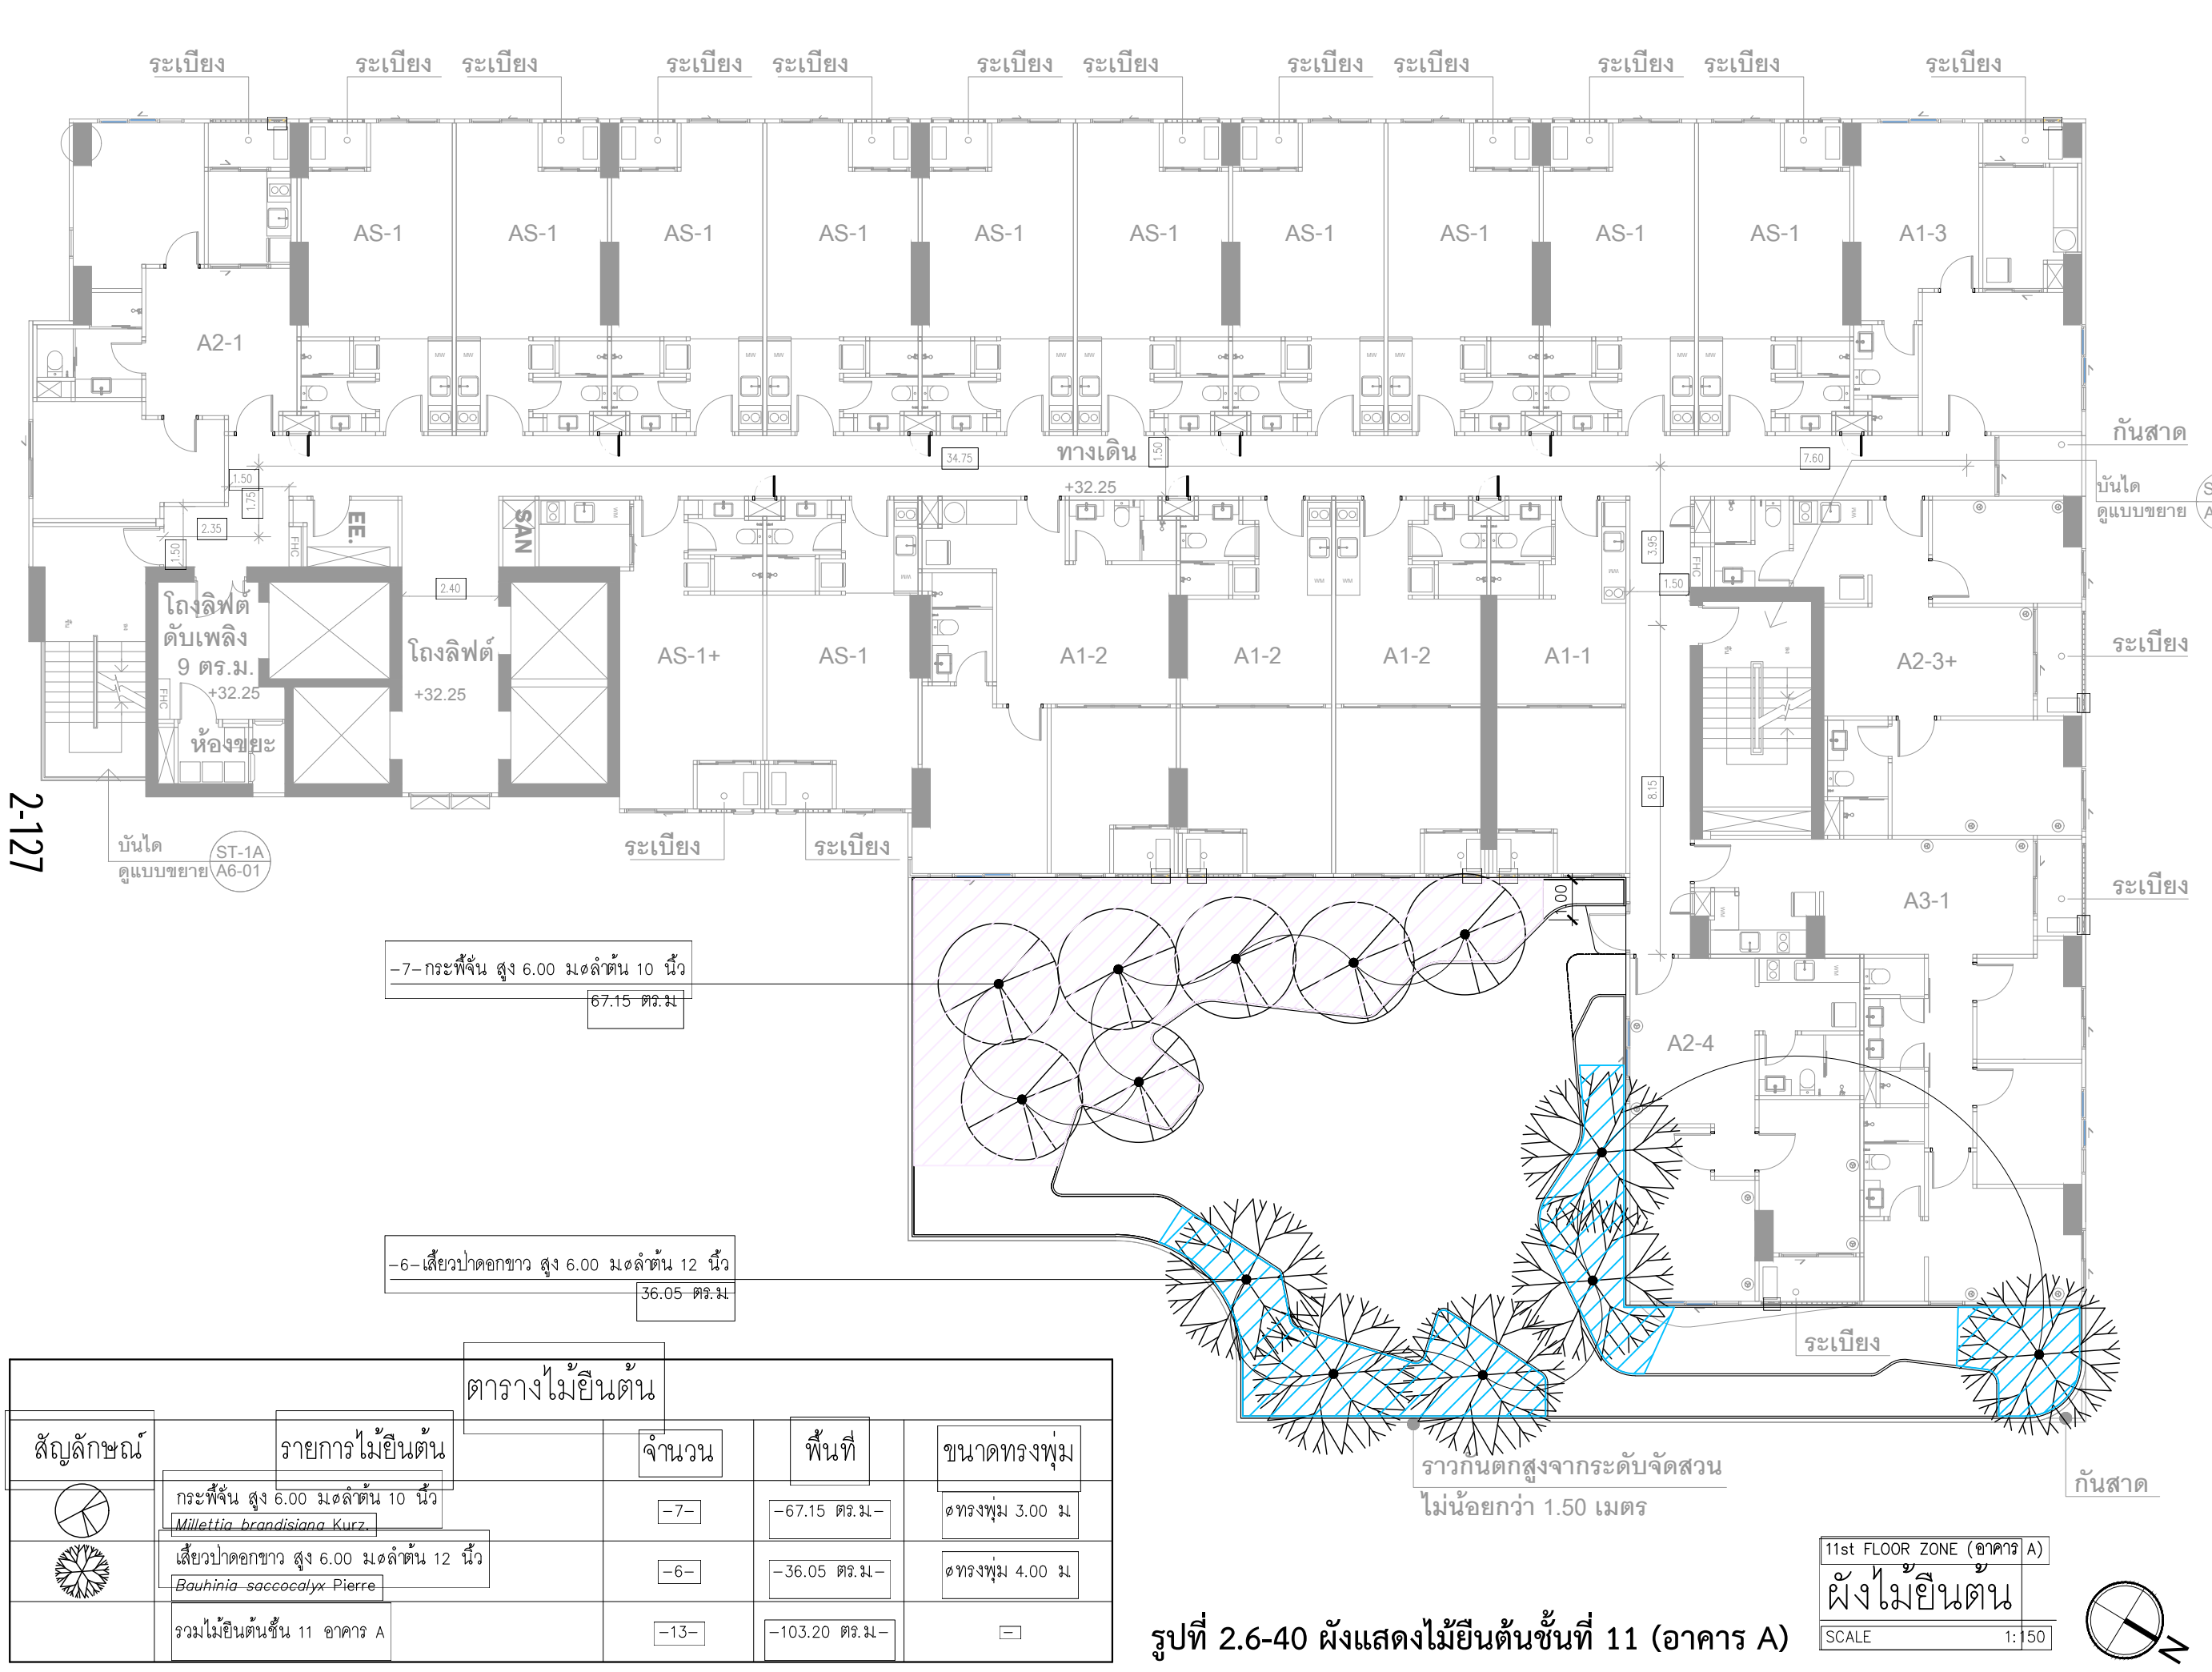 ระเบียง ระเบียง ระเบียง ระเบียง ระเบียง ระเบียง ระเบียง ระเบียง ระเบียง ระเบียง ระเบียง ระเบียง
AS-1 AS-1 AS-1 AS-1 AS-1 AS-1 AS-1 AS-1 AS-1 AS-1 A1-3
A2-1
MW MW MW MW MW MW MW MW MW
กันสาด
34.75 ทางเดิน 1.50 7.60
1.50 1.75 +32.25
บันได
ดูแบบขยาย
2.35 1.50 FHC EE. SAN WM
3.95 FHC 1.50
2.40
โถงลิฟต์
ดับเพลิง
9 ตร.ม.
+32.25
โถงลิฟต์
+32.25
ระเบียง
AS-1+ AS-1 A1-2 A1-2 A1-2 A1-1 A2-3+
FHC
ห้องขยะ
8.15
2-127
บันได
ดูแบบขยาย
ST-1A
A6-01
ระเบียง ระเบียง
ระเบียง
1.00
A3-1
-7-กระพี้จั่น สูง 6.00 ม.øลำต้น 10 นิ้ว
67.15 ตร.ม.
A2-4
-6-เสี้ยวป่าดอกขาว สูง 6.00 ม.øลำต้น 12 นิ้ว
36.05 ตร.ม.
ระเบียง
ราวกันตกสูงจากระดับจัดสวน
ไม่น้อยกว่า 1.50 เมตร
กันสาด
ตารางไม้ยืนต้น
สัญลักษณ์ รายการไม้ยืนต้น จำนวน พื้นที่ ขนาดทรงพุ่ม
กระพี้จั่น สูง 6.00 ม.øลำต้น 10 นิ้ว -7- -67.15 ตร.ม.- øทรงพุ่ม 3.00 ม.
Millettia brandisiana Kurz.
เสี้ยวป่าดอกขาว สูง 6.00 ม.øลำต้น 12 นิ้ว -6- -36.05 ตร.ม.- øทรงพุ่ม 4.00 ม.
Bauhinia saccocalyx Pierre
รวมไม้ยืนต้นชั้น 11 อาคาร A -13- -103.20 ตร.ม.- -
11st FLOOR ZONE (อาคาร A)
ผังไม้ยืนต้น
SCALE 1:150
N
รูปที่ 2.6-40 ผังแสดงไม้ยืนต้นชั้นที่ 11 (อาคาร A)